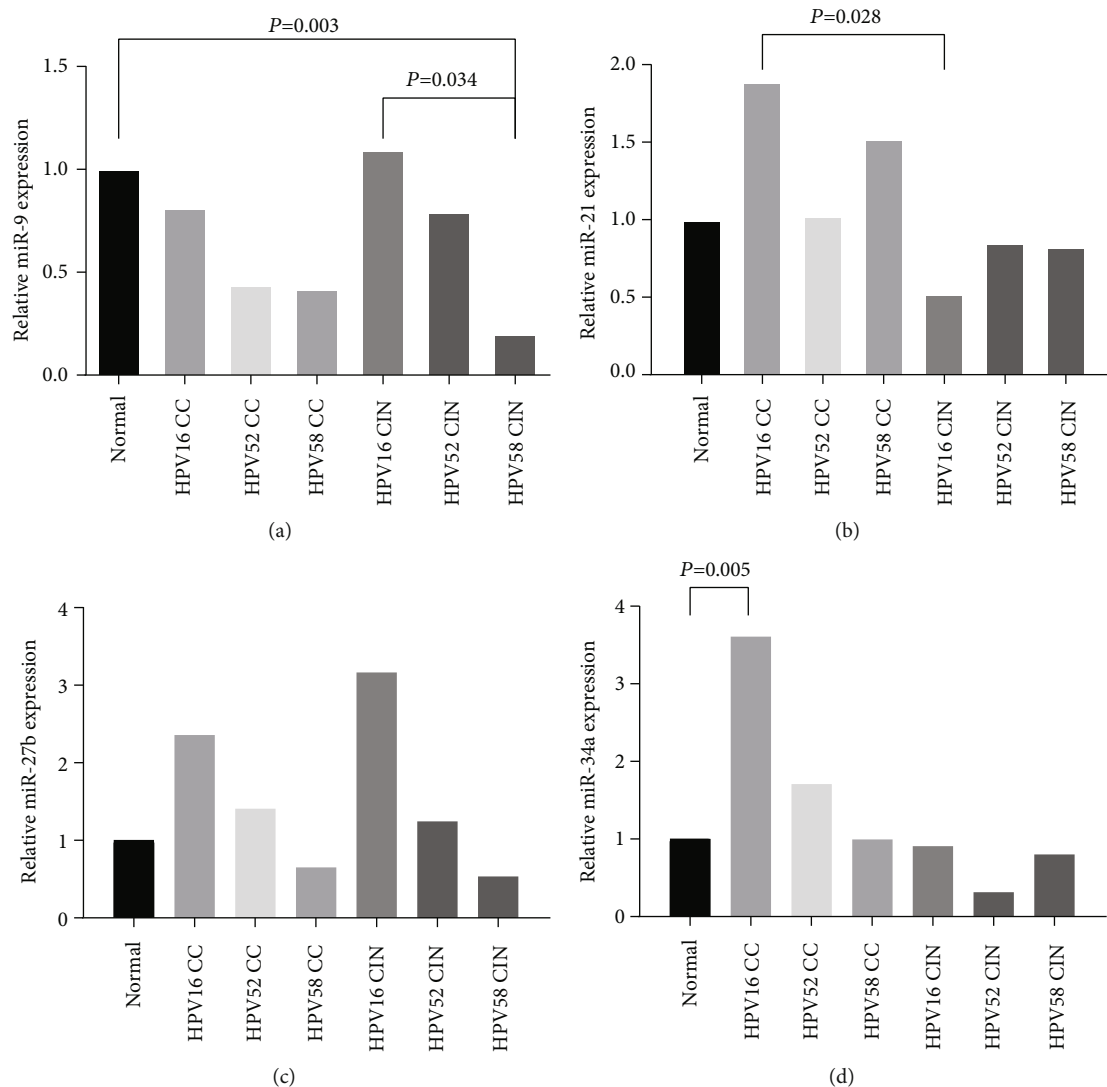 P=0.003
P=0.034
Relative miR-9 expression
1.5
1.0
0.5
0.0
Normal
HPV16 CC
HPV52 CC
HPV58 CC
HPV16 CIN
HPV52 CIN
HPV58 CIN
(a)
P=0.028
Relative miR-21 expression
2.0
1.5
1.0
0.5
0.0
Normal
HPV16 CC
HPV52 CC
HPV58 CC
HPV16 CIN
HPV52 CIN
HPV58 CIN
(b)
Relative miR-27b expression
4
3
2
1
0
Normal
HPV16 CC
HPV52 CC
HPV58 CC
HPV16 CIN
HPV52 CIN
HPV58 CIN
(c)
P=0.005
Relative miR-34a expression
4
3
2
1
0
Normal
HPV16 CC
HPV52 CC
HPV58 CC
HPV16 CIN
HPV52 CIN
HPV58 CIN
(d)